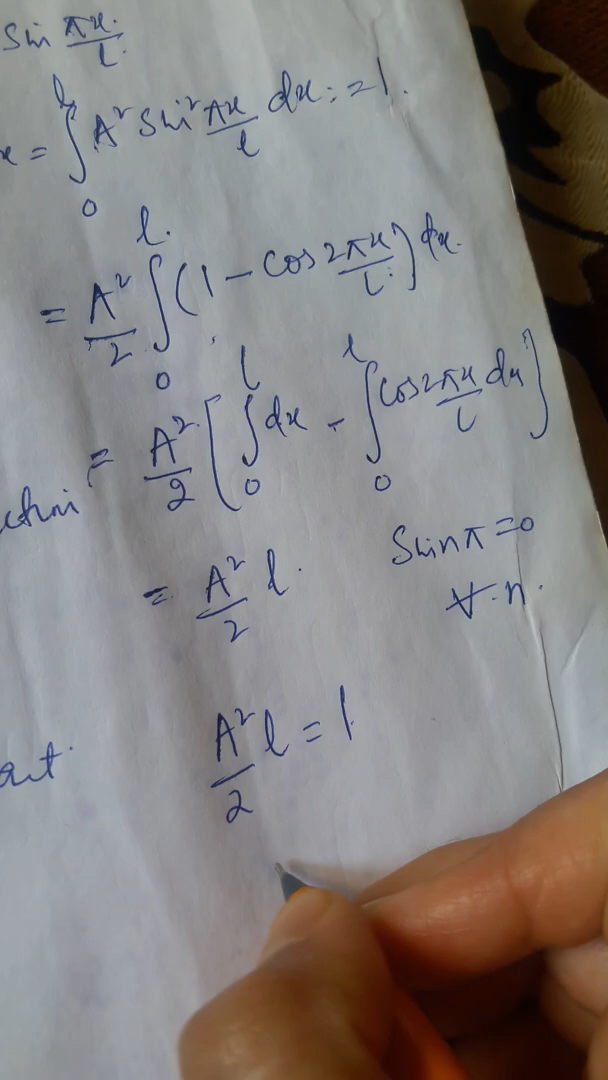 Sin πx/l.
x = ∫₀ˡ A² Sin² πx/l dx = 1.
= A²/2 ∫₀ˡ (1 - Cos 2πx/l) dx.
= A²/2 [∫₀ˡ dx - ∫₀ˡ Cos 2πx/l dx]
= A²/2 l.
Sin nπ = 0
∀ n.
A²/2 l = 1